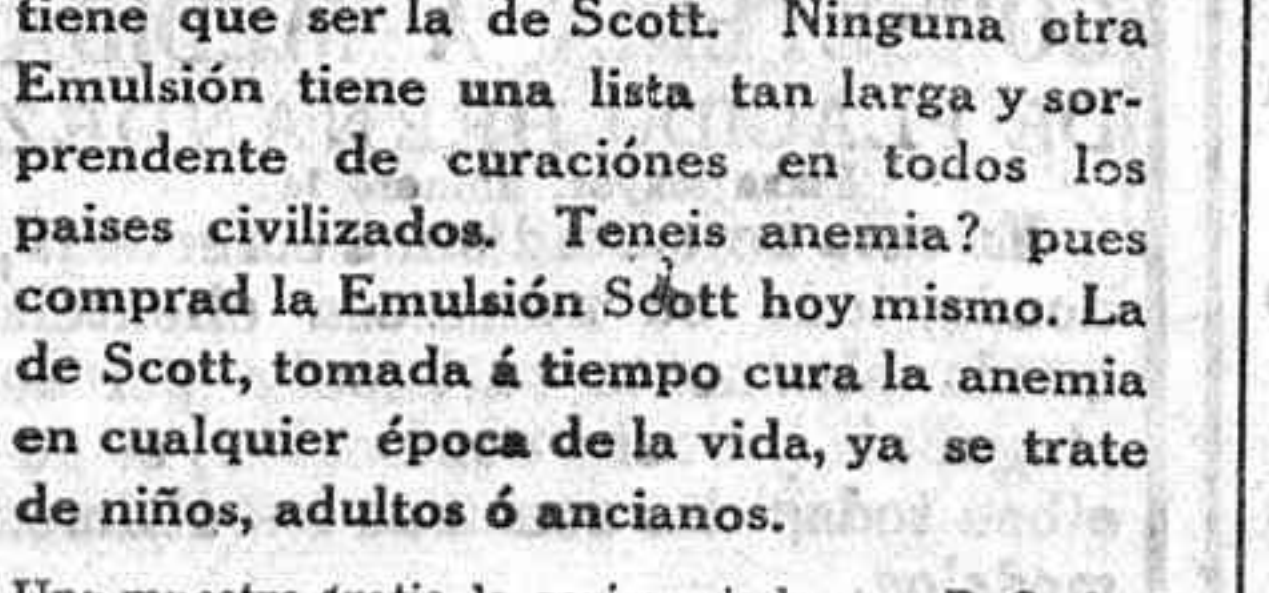 tiene que ser la de Scott. Ninguna otra
Emulsión tiene una lista tan larga y sor-
prendente de curaciónes en todos los
paises civilizados. Teneis anemia? pues
comprad la Emulsión Scott hoy mismo. La
de Scott, tomada á tiempo cura la anemia
en cualquier época de la vida, ya se trate
de niños, adultos ó ancianos.